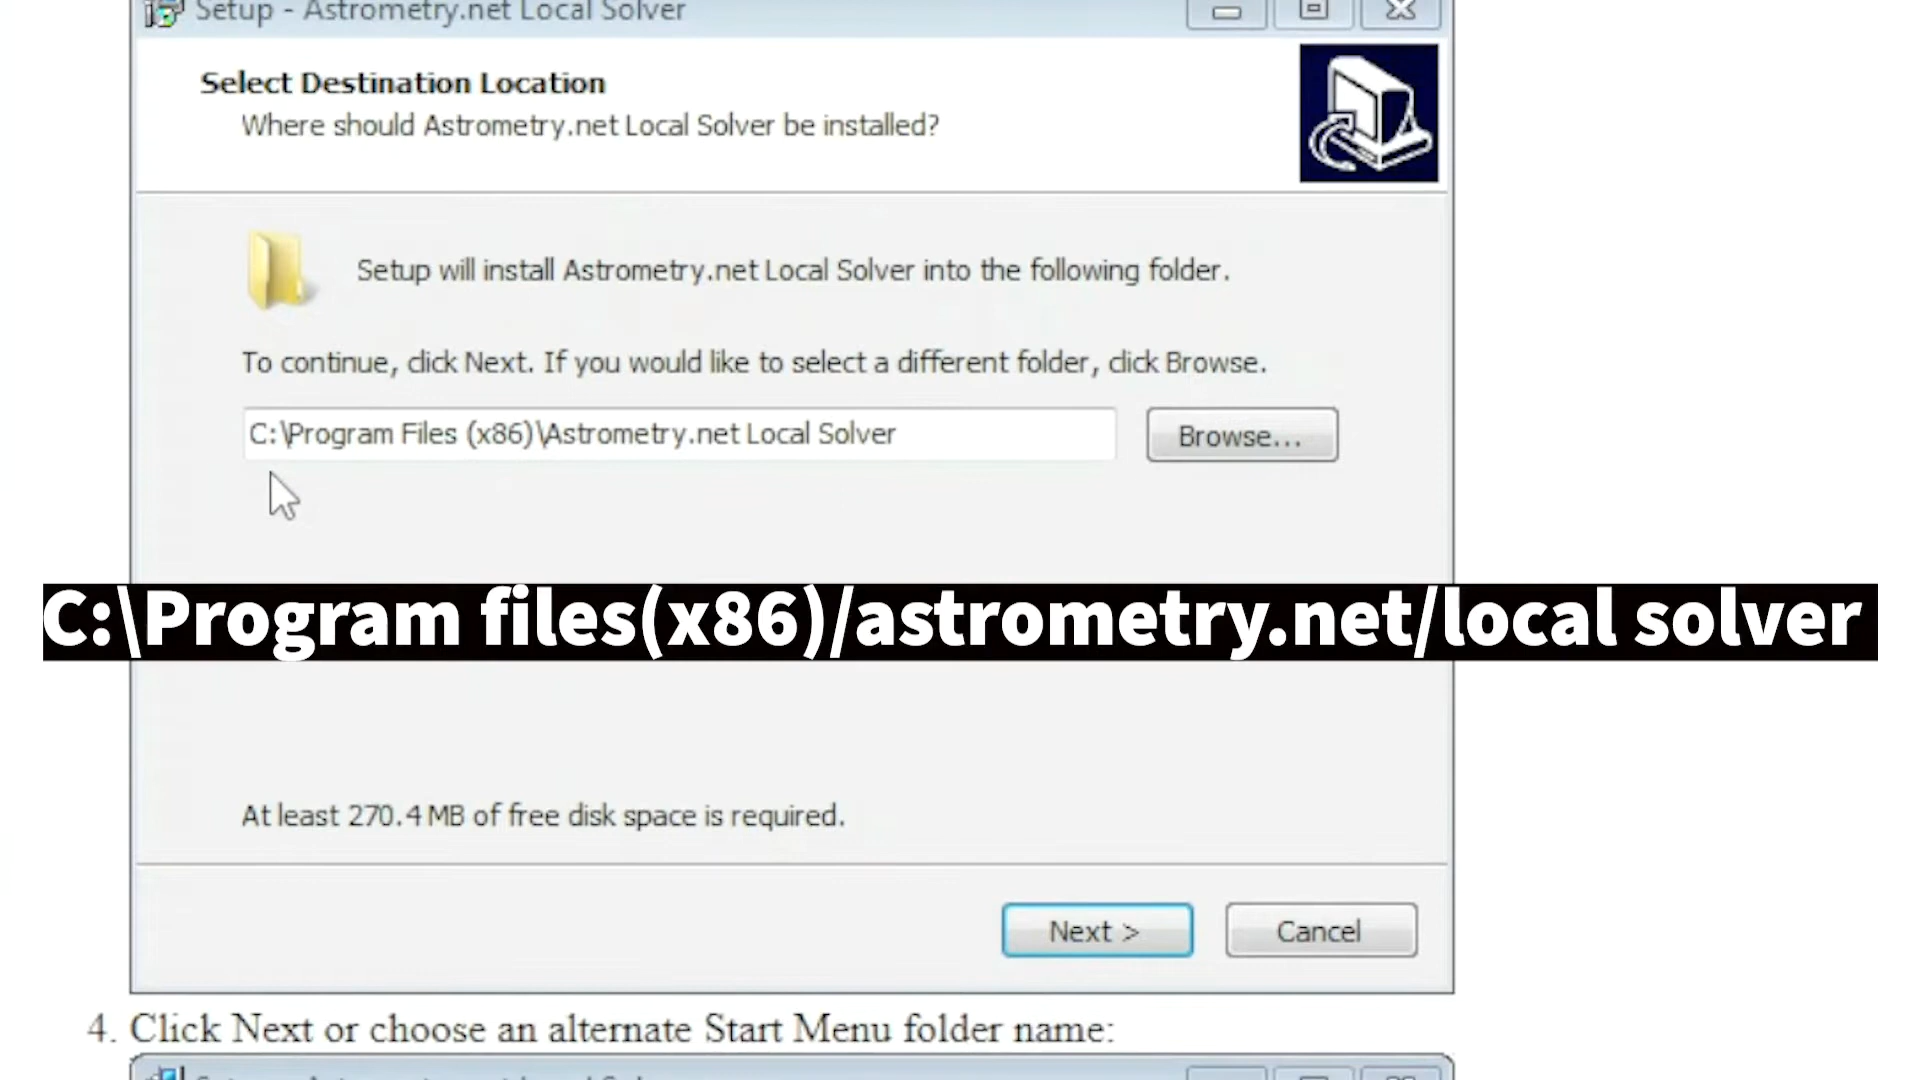 Setup - Astrometry.net Local Solver
Select Destination Location
Where should Astrometry.net Local Solver be installed?
Setup will install Astrometry.net Local Solver into the following folder.
To continue, click Next. If you would like to select a different folder, click Browse.
C:\Program Files (x86)\Astrometry.net Local Solver
Browse...
C:\Program files(x86)/astrometry.net/local solver
At least 270.4 MB of free disk space is required.
Next >
Cancel
4. Click Next or choose an alternate Start Menu folder name: